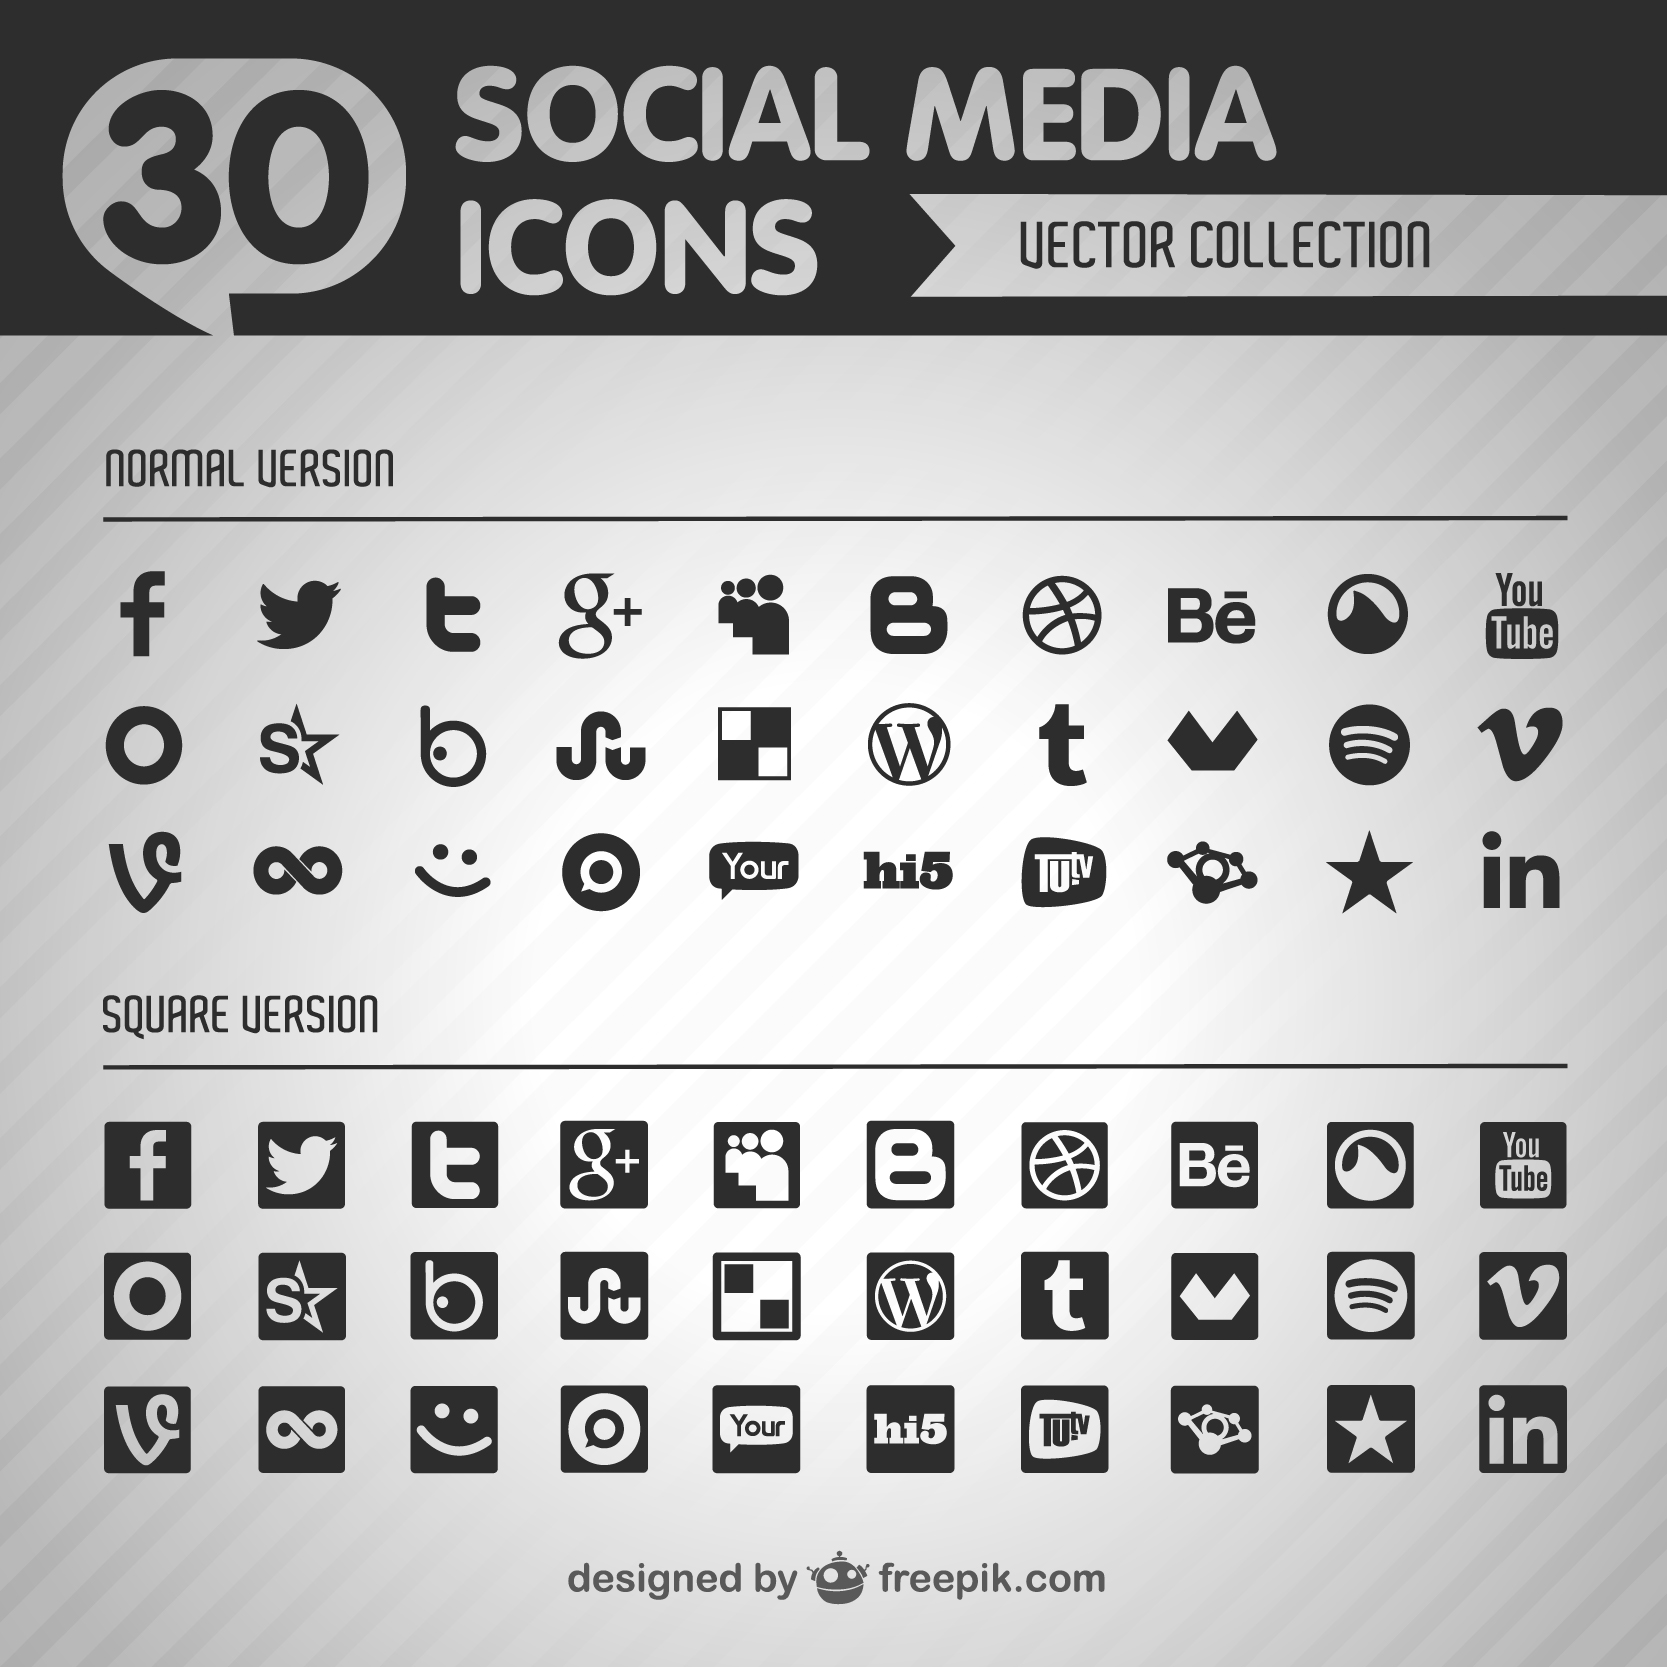 30
SOCIAL MEDIA
ICONS
VECTOR COLLECTION
NORMAL VERSION
f t g+ B Bē You Tube
S b W t v
Your hi5 TU.tv in
SQUARE VERSION
f t g+ B Bē You Tube
S b W t v
Your hi5 TU.tv in
designed by freepik.com